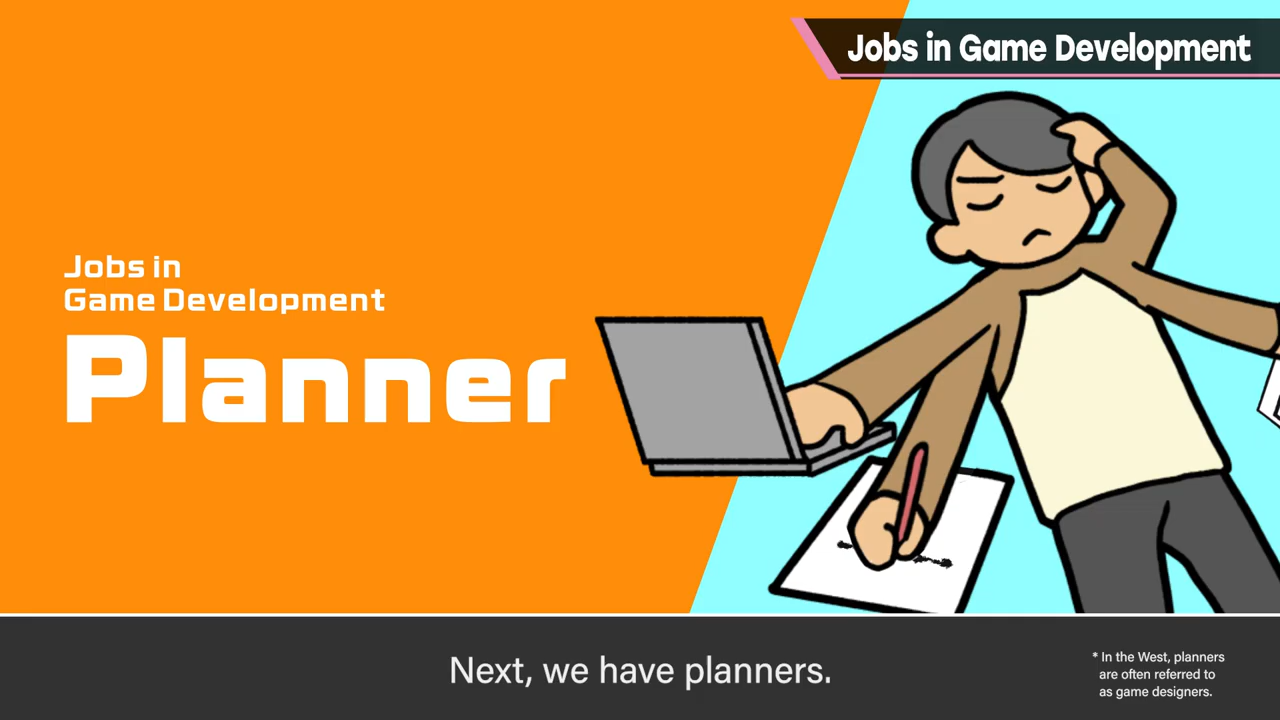 Jobs in Game Development
Jobs in
Game Development
Planner
Next, we have planners.
* In the West, planners
are often referred to
as game designers.